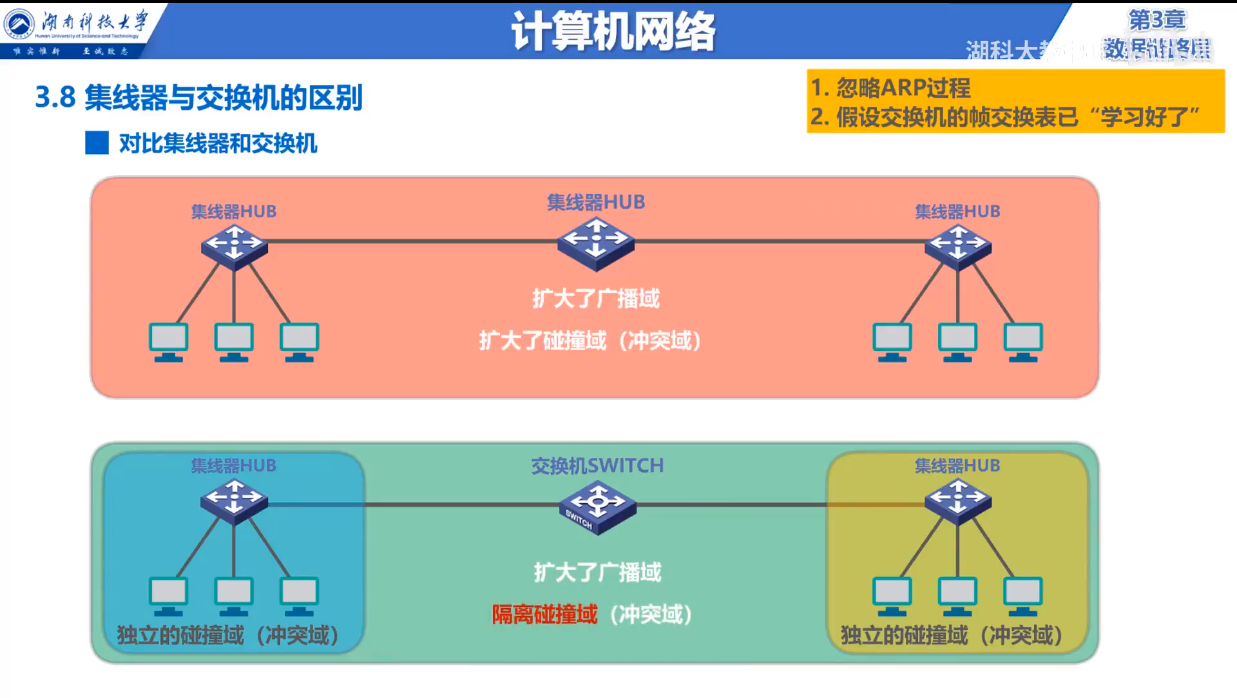 湖南科技大学
Hunan University of Science and Technology
唯实惟新 至诚致志
计算机网络
第3章
数据链路层
3.8 集线器与交换机的区别
1. 忽略ARP过程
2. 假设交换机的帧交换表已“学习好了”
对比集线器和交换机
集线器HUB
集线器HUB
集线器HUB
扩大了广播域
扩大了碰撞域（冲突域）
集线器HUB
交换机SWITCH
集线器HUB
SWITCH
扩大了广播域
隔离碰撞域（冲突域）
独立的碰撞域（冲突域）
独立的碰撞域（冲突域）